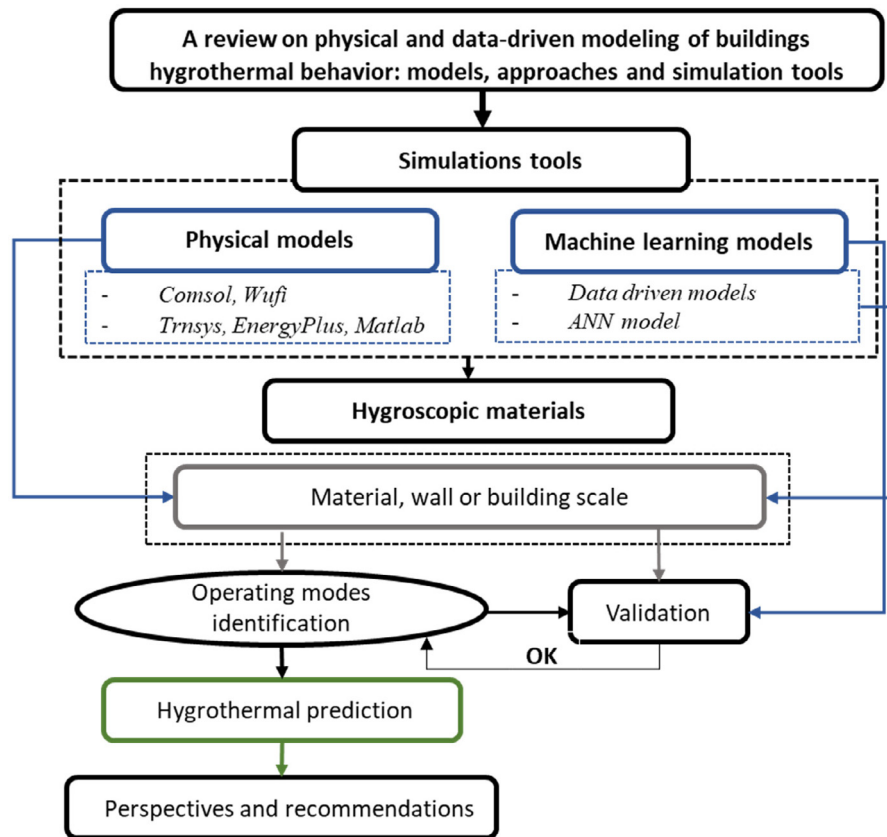 A review on physical and data-driven modeling of buildings
hygrothermal behavior: models, approaches and simulation tools
Simulations tools
Physical models
- Comsol, Wufi
- Trnsys, EnergyPlus, Matlab
Machine learning models
- Data driven models
- ANN model
Hygroscopic materials
Material, wall or building scale
Operating modes
identification
Validation
OK
Hygrothermal prediction
Perspectives and recommendations